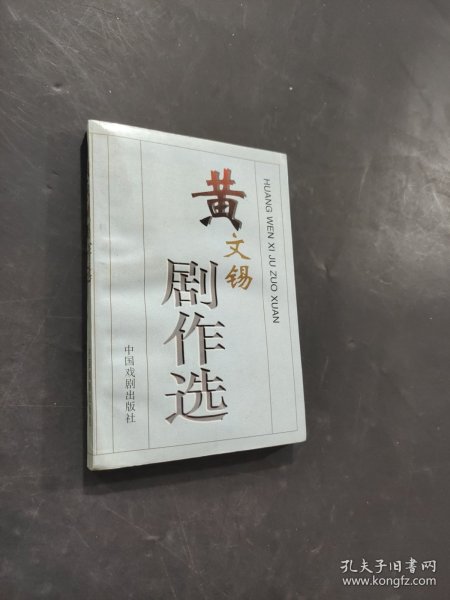 黄文锡
剧作选
HUANG WEN XI JU ZUO XUAN
中国戏剧出版社
孔夫子旧书网
www.kongfz.com